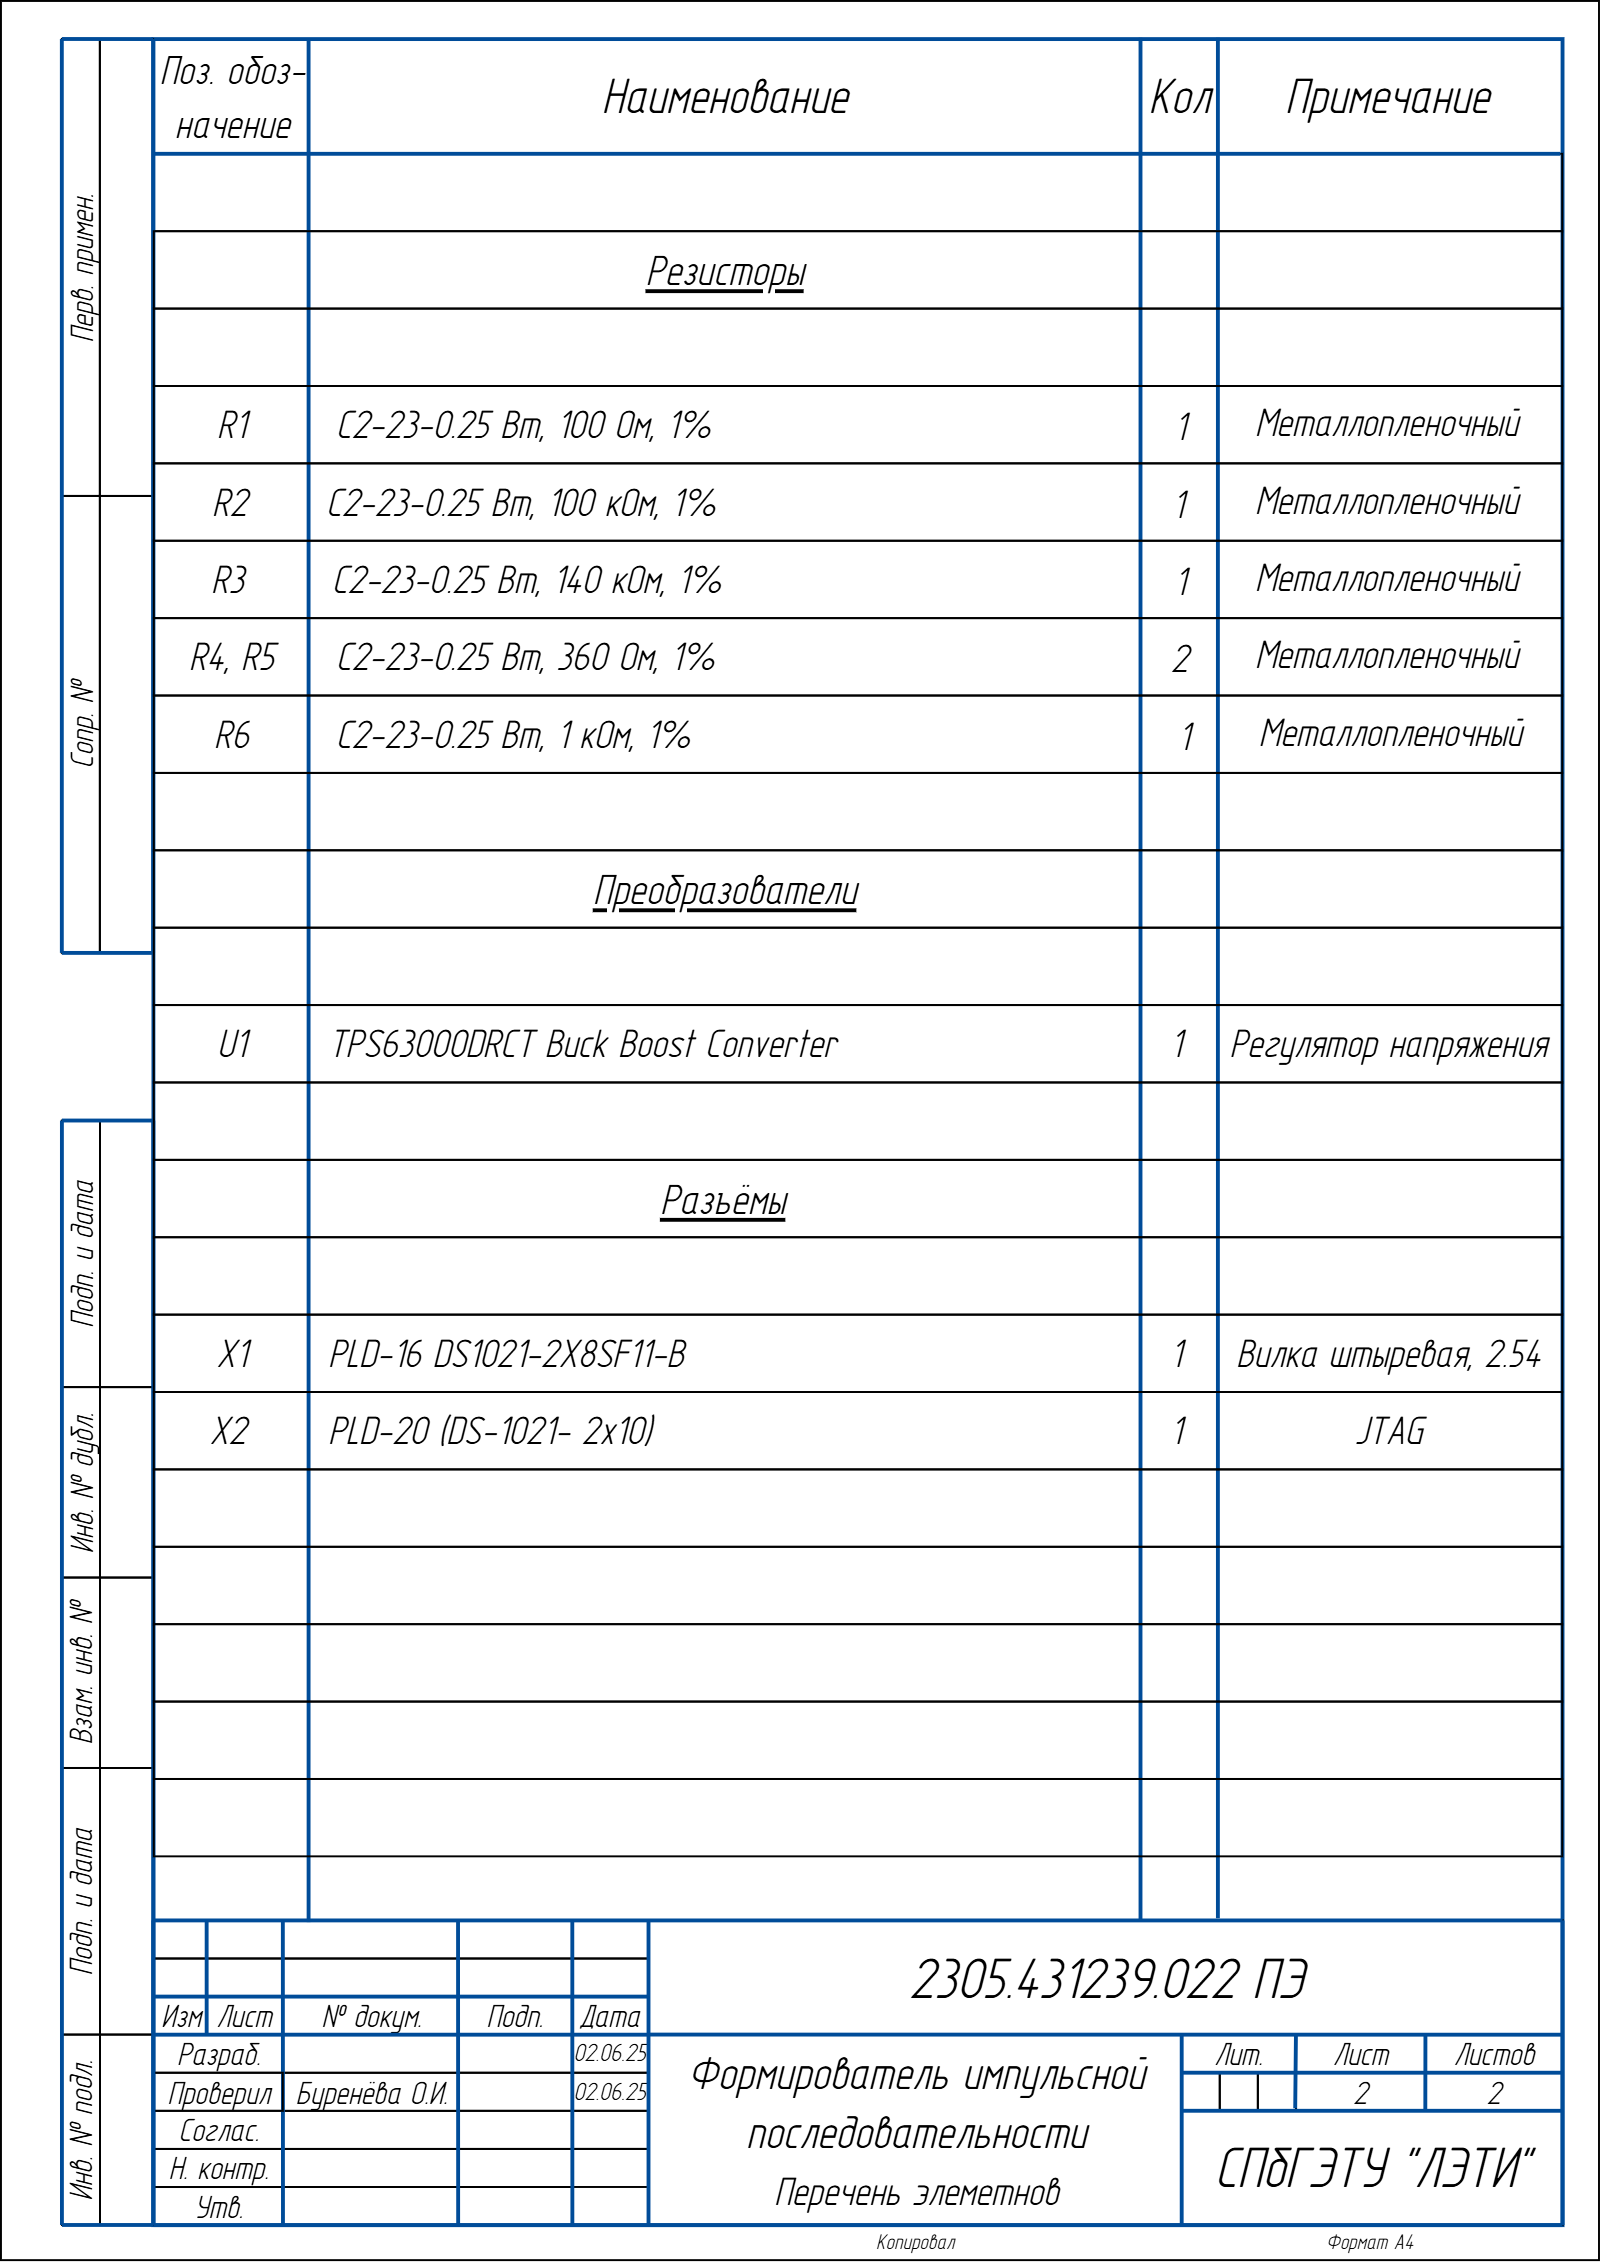 Поз. обоз-
начение
Наименование
Кол
Примечание
Резисторы
R1 С2-23-0.25 Вт, 100 Ом, 1% 1 Металлопленочный
R2 С2-23-0.25 Вт, 100 кОм, 1% 1 Металлопленочный
R3 С2-23-0.25 Вт, 140 кОм, 1% 1 Металлопленочный
R4, R5 С2-23-0.25 Вт, 360 Ом, 1% 2 Металлопленочный
R6 С2-23-0.25 Вт, 1 кОм, 1% 1 Металлопленочный
Преобразователи
U1 TPS63000DRCT Buck Boost Converter 1 Регулятор напряжения
Разъёмы
X1 PLD-16 DS1021-2X8SF11-B 1 Вилка штыревая, 2.54
X2 PLD-20 (DS-1021- 2x10) 1 JTAG
Перв. примен.
Сопр. №
Подп. и дата
Инв. № дубл.
Взам. инв. №
Подп. и дата
Инв. № подл.
2305.431239.022 ПЭ
Изм Лист № докум. Подп. Дата
Разраб. 02.06.25
Проверил Буренёва О.И. 02.06.25
Соглас.
Н. контр.
Утв.
Формирователь импульсной
последовательности
Перечень элеметнов
Лит. Лист Листов
2 2
СПбГЭТУ "ЛЭТИ"
Копировал Формат А4